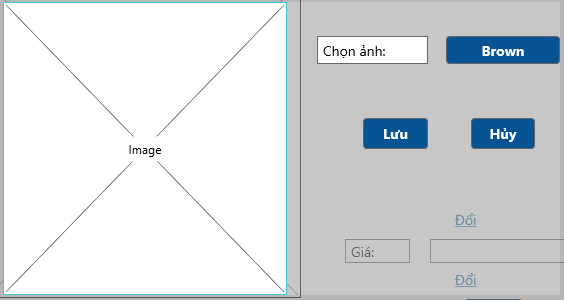 Chọn ảnh:
Brown
Lưu
Hủy
Image
Đổi
Giá:
Đổi